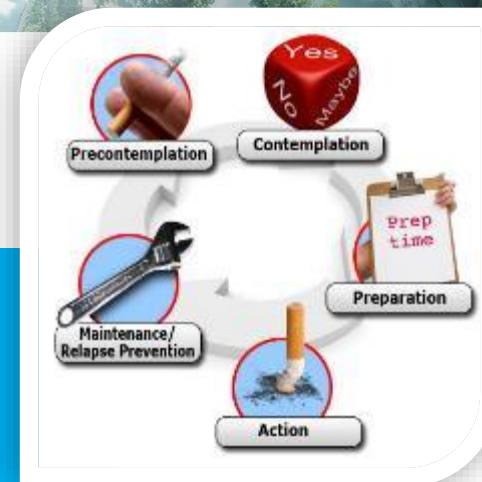 Yes
No
Maybe
Precontemplation
Contemplation
Prep
time
Preparation
Maintenance/
Relapse Prevention
Action